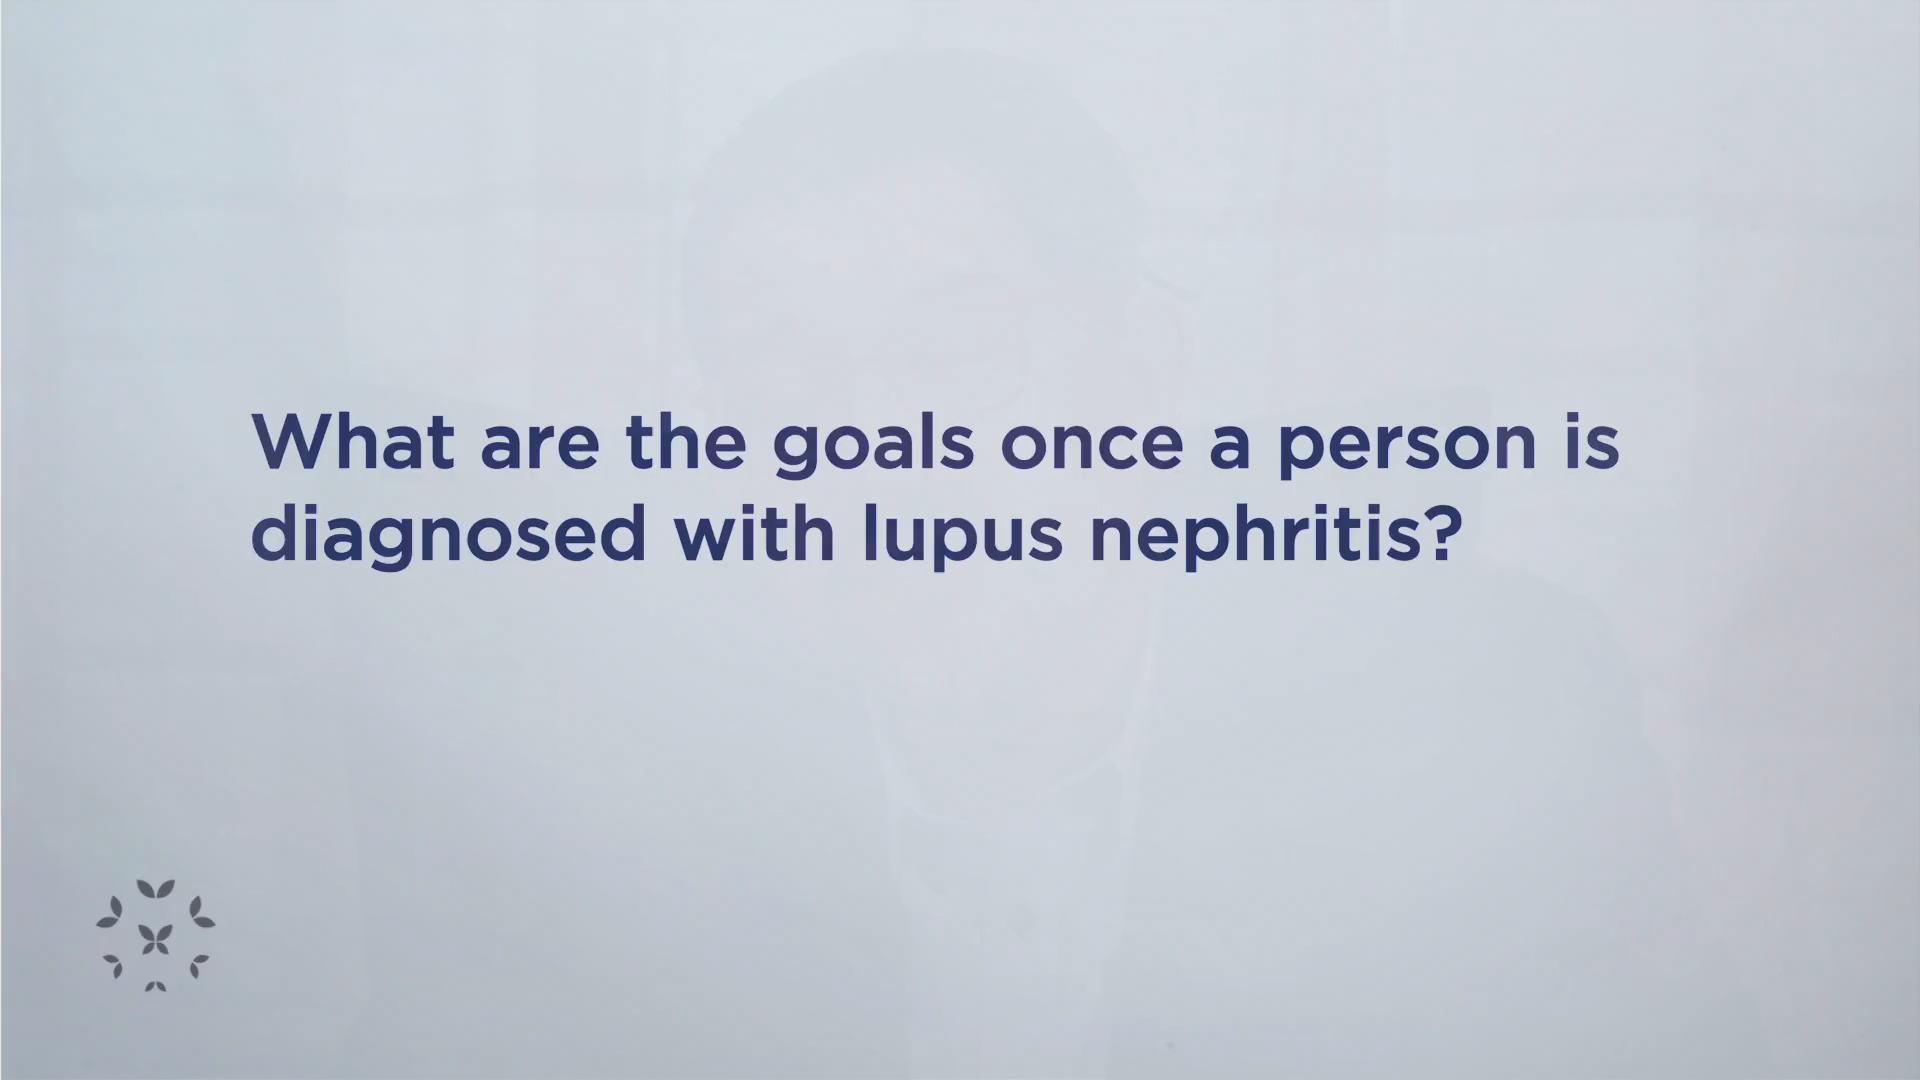 What are the goals once a person is
diagnosed with lupus nephritis?